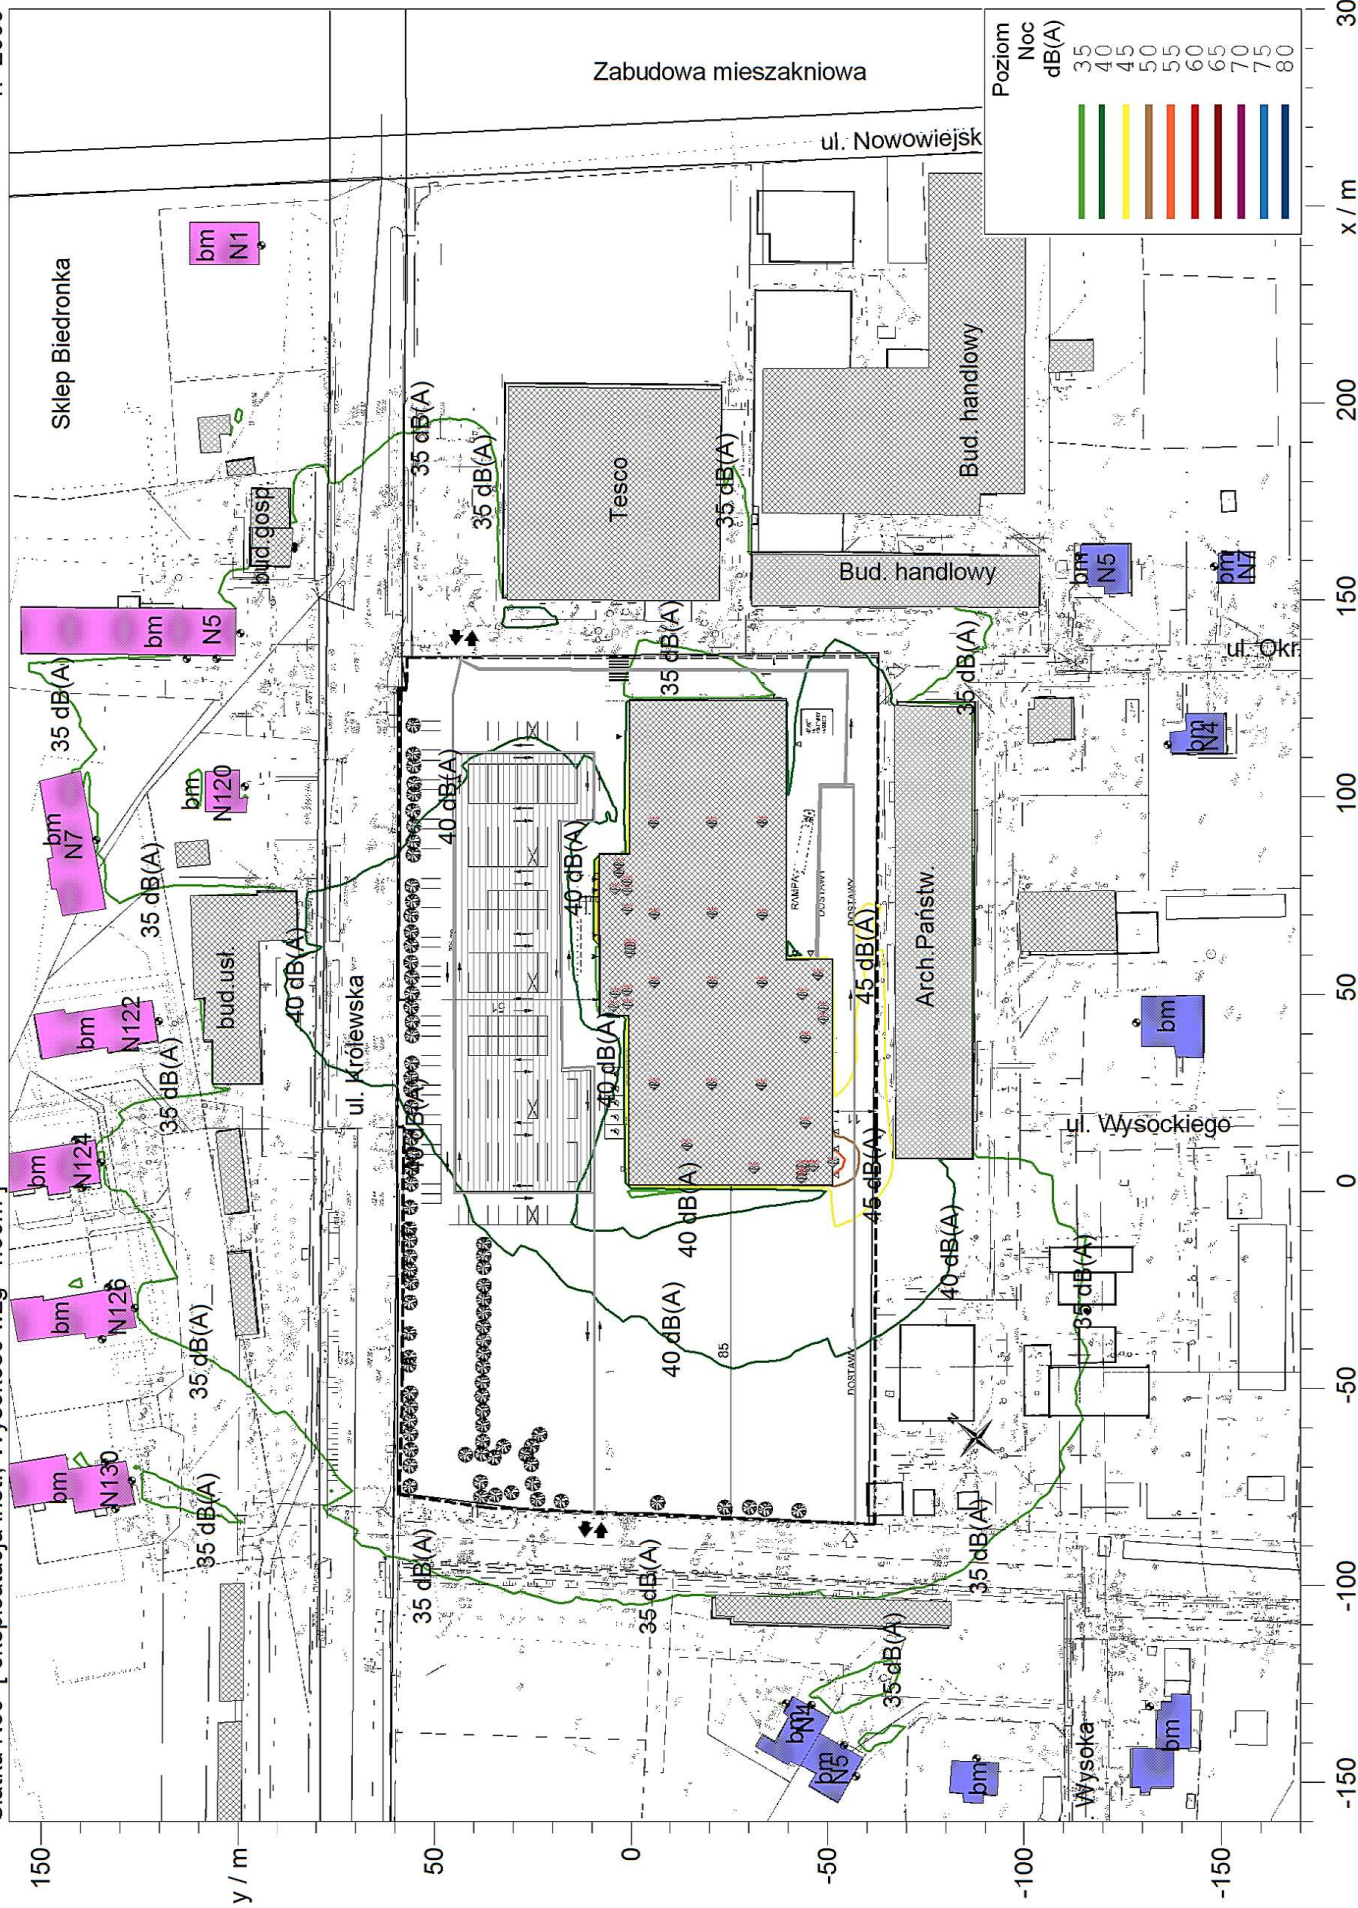 Zabudowa mieszakniowa
ul. Nowowiejsk
Sklep Biedronka
Poziom
Noc
dB(A)
35
40
45
50
55
60
65
70
75
80
bm
N1
bud.gosp.
bm
N5
35 dB(A)
35 dB(A)
35 dB(A)
35 dB(A)
Tesco
Bud. handlowy
Bud. handlowy
bm
N5
bm
N7
ul. Okr.
35 dB(A)
bm
N7
bm
N120
35 dB(A)
35 dB(A)
35 dB(A)
bm
N4
40 dB(A)
40 dB(A)
RAMPA
DOSTAWY
DOSTAWY
bud.usł.
40 dB(A)
45 dB(A)
Arch.Państw.
bm
N122
35 dB(A)
ul. Królewska
40 dB(A)
40 dB(A)
bm
ul. Wysockiego
bm
N124
40 dB(A)
45 dB(A)
40 dB(A)
35 dB(A)
bm
N126
35 dB(A)
40 dB(A)
85
DOSTAWY
N
bm
N130
35 dB(A)
35 dB(A)
35 dB(A)
35 dB(A)
35 dB(A)
bm
N4
bm
N5
bm
bm
Wysoka
150
y / m
50
0
-50
-100
-150
-150
-100
-50
0
50
100
150
200
x / m
30